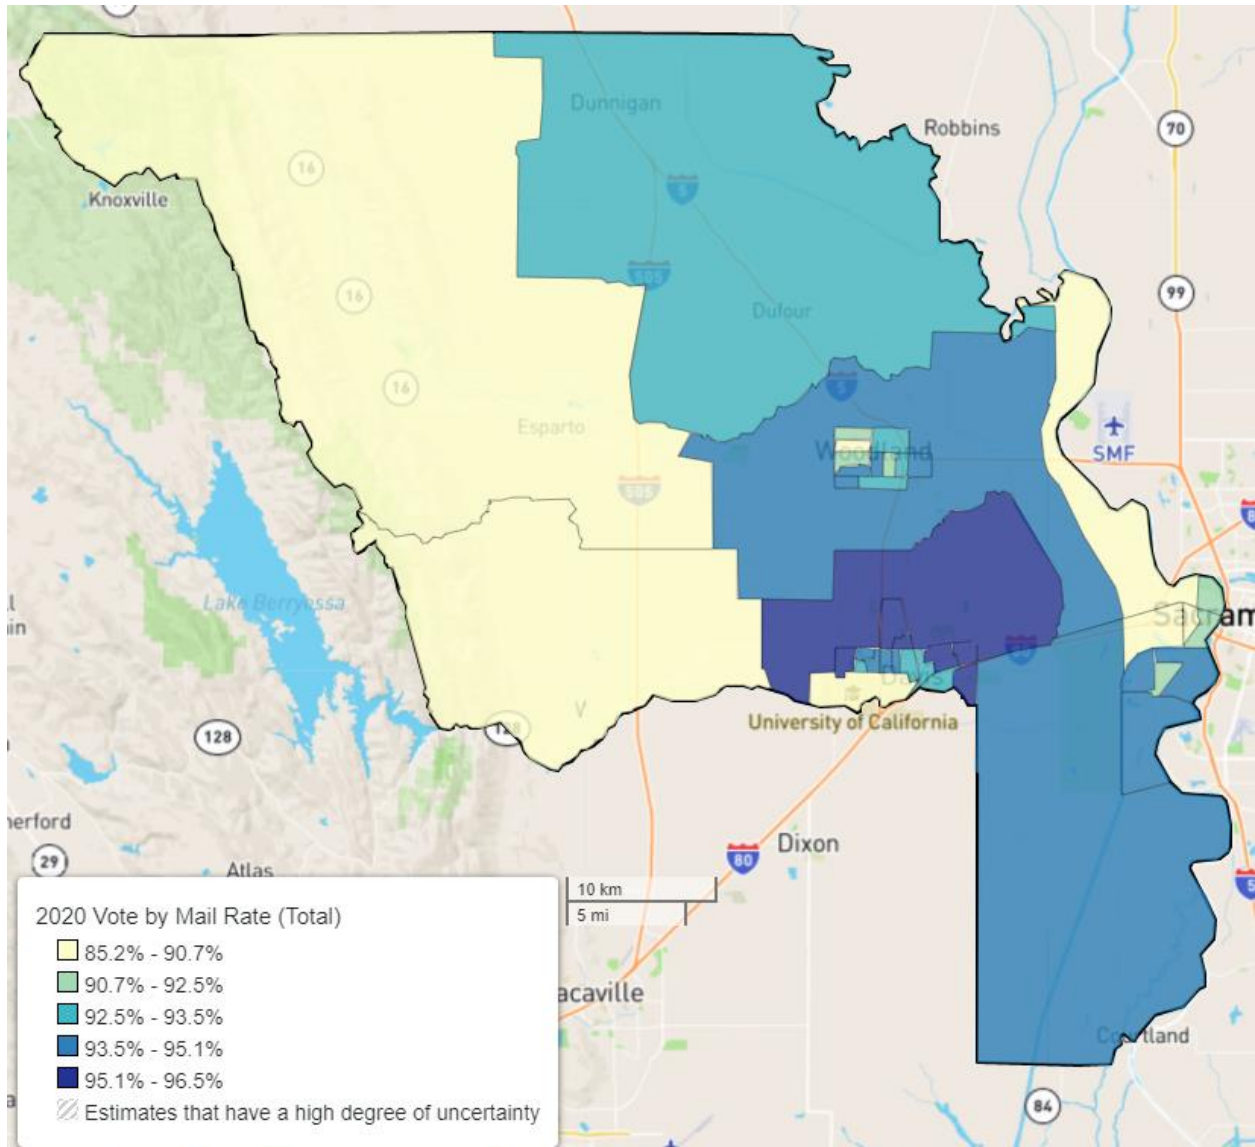 Dunnigan
Robbins
70
16
Knoxville
5
505
16
99
Dufour
16
5
Esparto
Woodland
SMF
505
Lake Berryessa
Sacram
80
Davis
128
128
University of California
herford
Dixon
29
80
Atlas
10 km
5 mi
2020 Vote by Mail Rate (Total)
85.2% - 90.7%
90.7% - 92.5%
92.5% - 93.5%
93.5% - 95.1%
95.1% - 96.5%
Estimates that have a high degree of uncertainty
acaville
Courtland
84